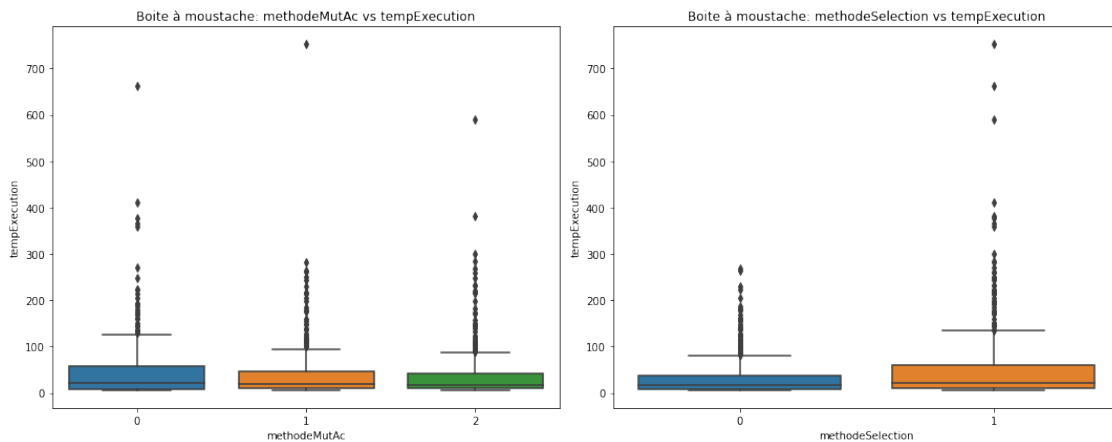 Boite à moustache: methodeMutAc vs tempExecution
tempExecution
700
600
500
400
300
200
100
0
0 1 2
methodeMutAc
Boite à moustache: methodeSelection vs tempExecution
tempExecution
700
600
500
400
300
200
100
0
0 1
methodeSelection